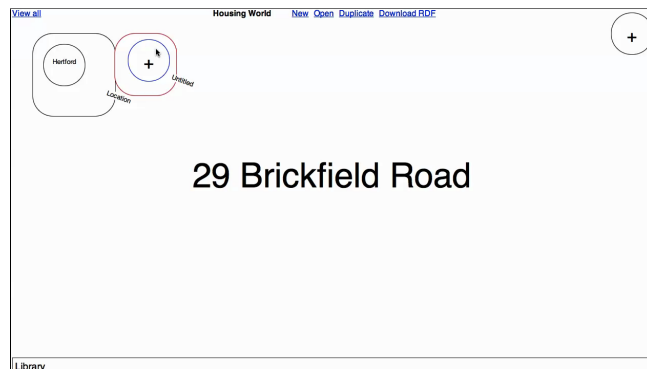 View all Housing World New Open Duplicate Download RDF
+
Hertford
+
Untitled
Location
29 Brickfield Road
Library